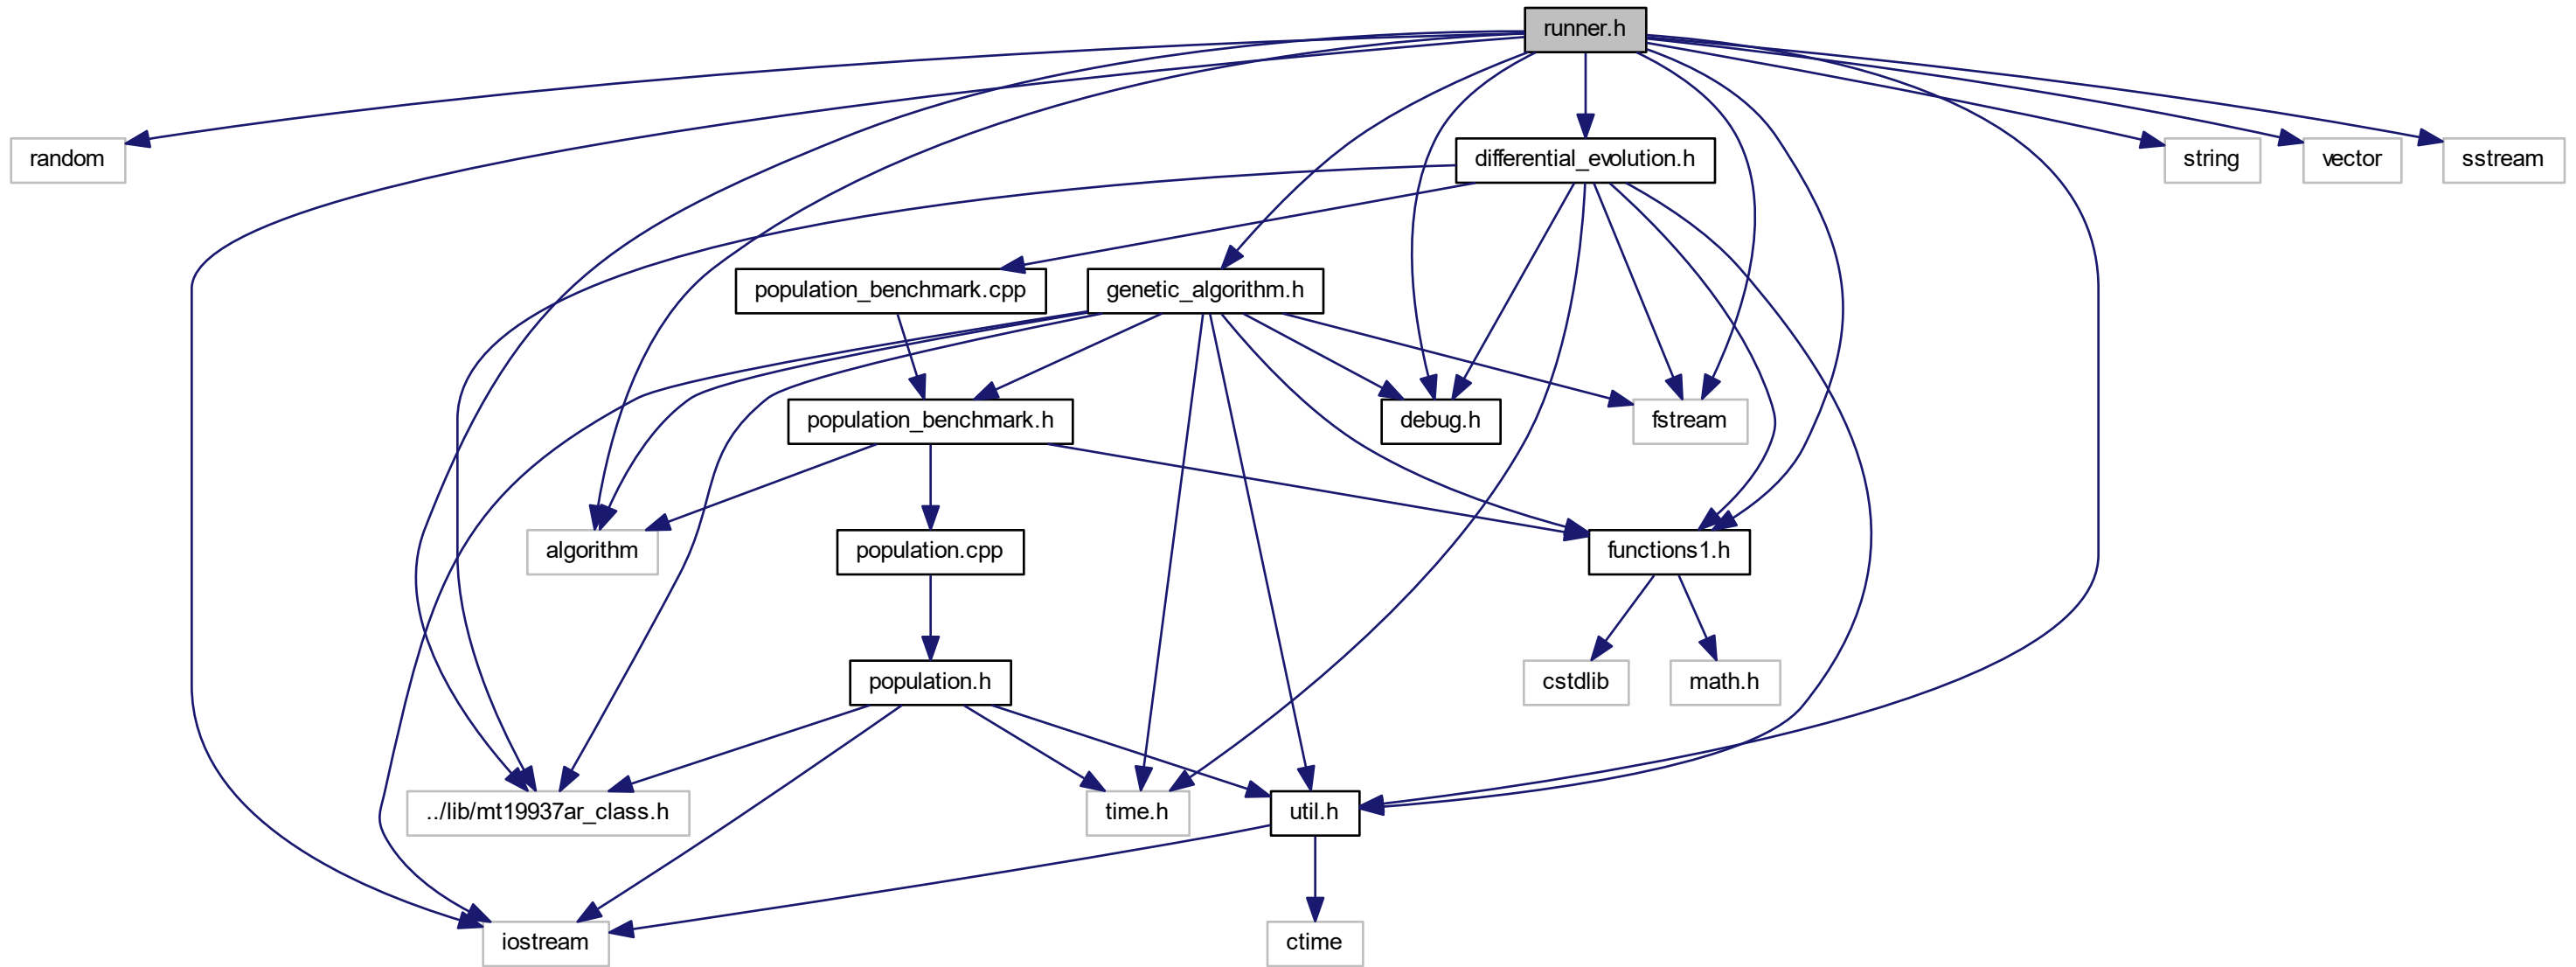 runner.h
random
differential_evolution.h
string
vector
sstream
population_benchmark.cpp
genetic_algorithm.h
population_benchmark.h
debug.h
fstream
algorithm
population.cpp
functions1.h
population.h
cstdlib
math.h
../lib/mt19937ar_class.h
time.h
util.h
iostream
ctime